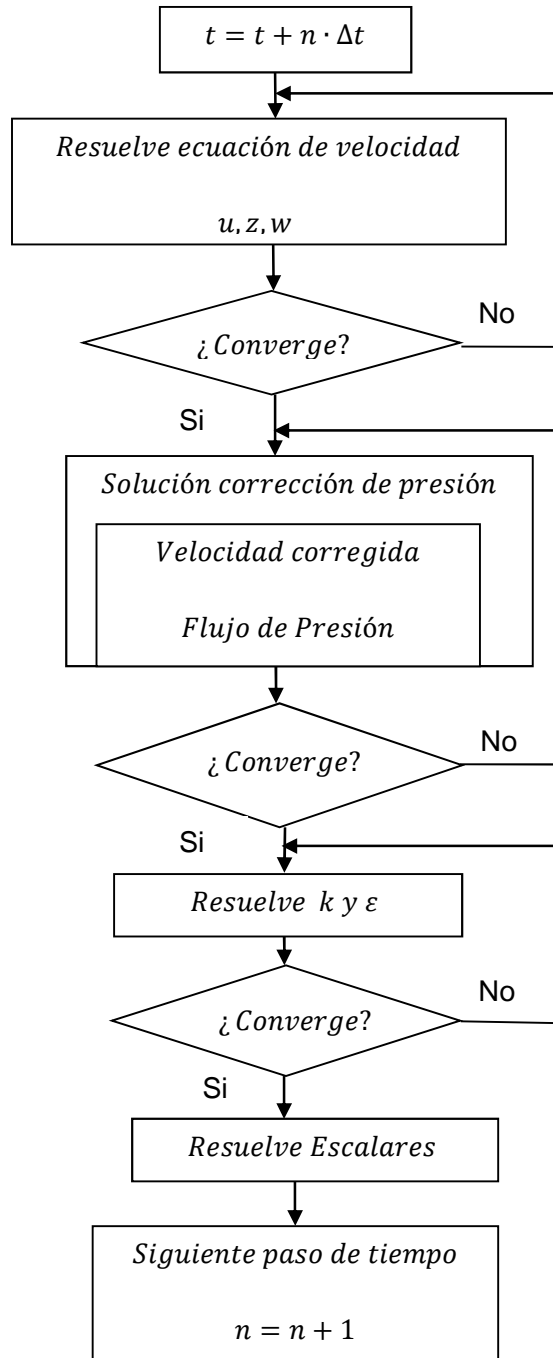 t = t + n · Δt
Resuelve ecuación de velocidad
u, z, w
¿Converge?
No
Si
Solución corrección de presión
Velocidad corregida
Flujo de Presión
¿Converge?
No
Si
Resuelve k y ε
¿Converge?
No
Si
Resuelve Escalares
Siguiente paso de tiempo
n = n + 1